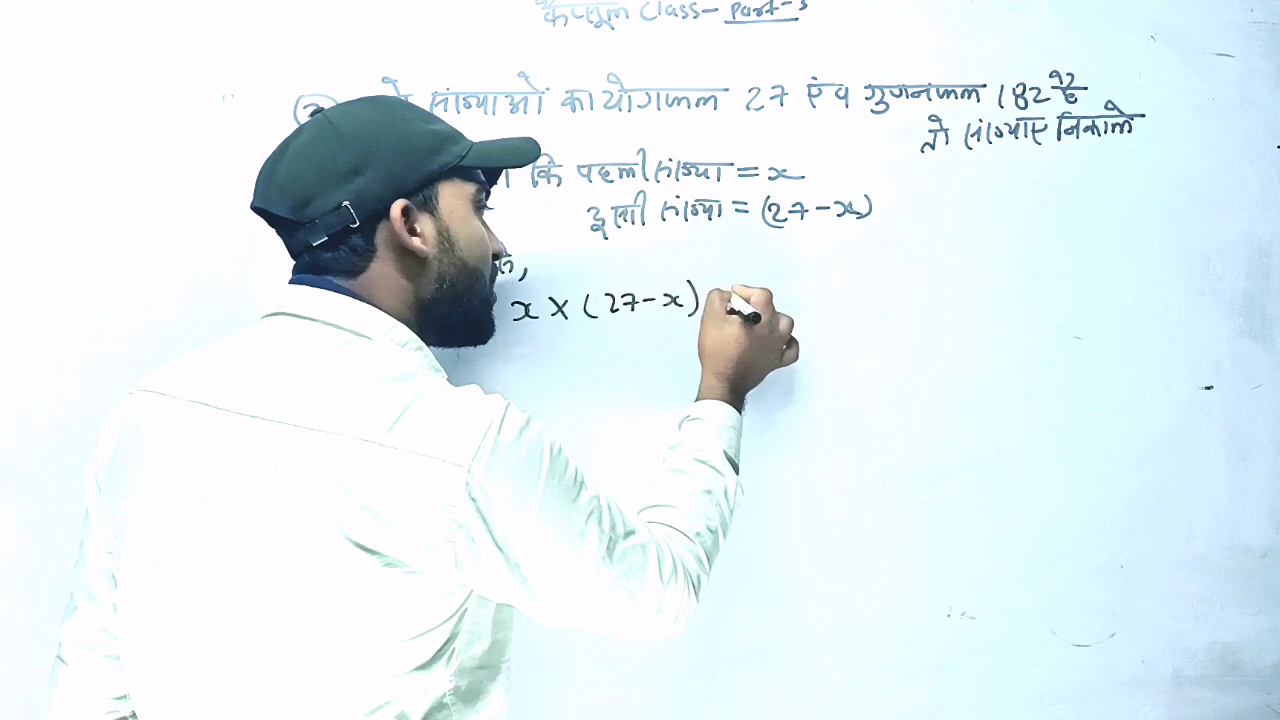 कैप्सूल Class- Part-3
संख्याओं का योगफल 27 एंव गुणनफल 182 है
तो संख्याए निकाले
कि पहली संख्या = x
दूसरी संख्या = (27-x)
x × (27-x)